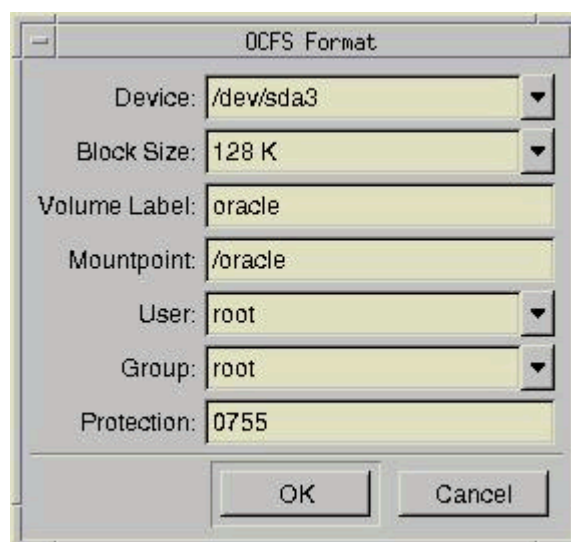 OCFS Format
Device: /dev/sda3
Block Size: 128 K
Volume Label: oracle
Mountpoint: /oracle
User: root
Group: root
Protection: 0755
OK Cancel